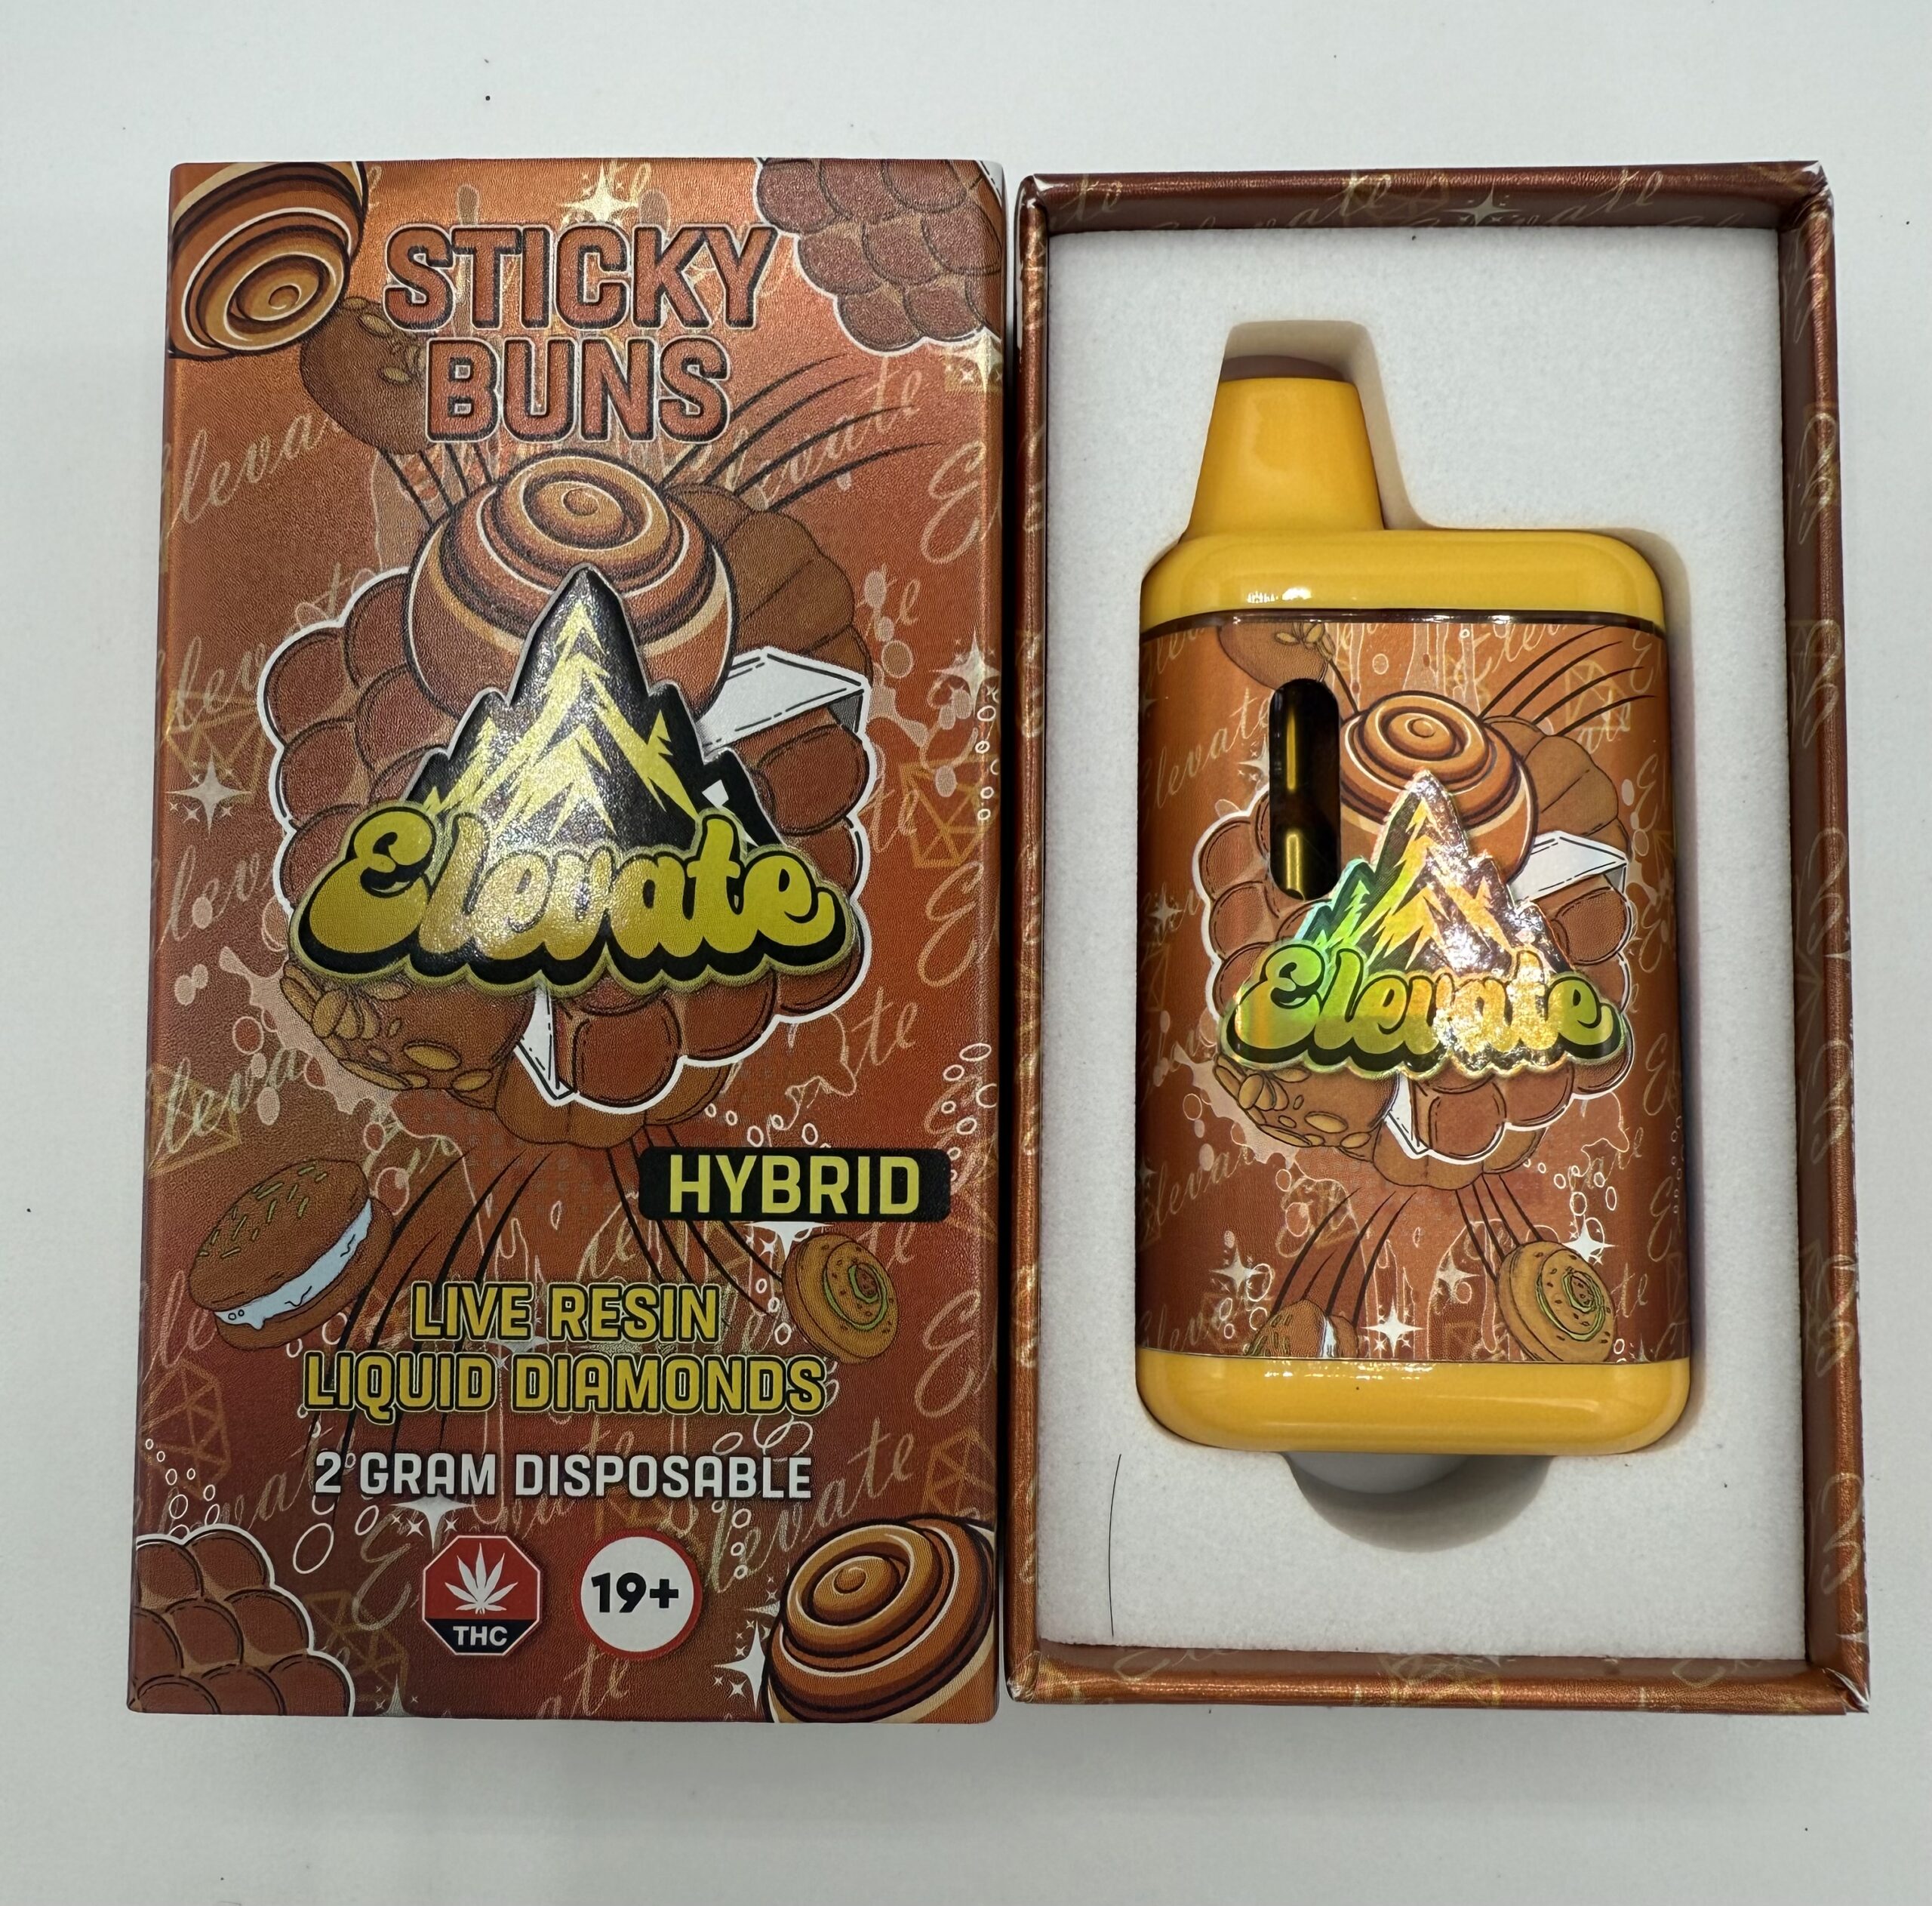 STICKY
BUNS
Elevate
HYBRID
LIVE RESIN
LIQUID DIAMONDS
2 GRAM DISPOSABLE
THC
19+
Elevate